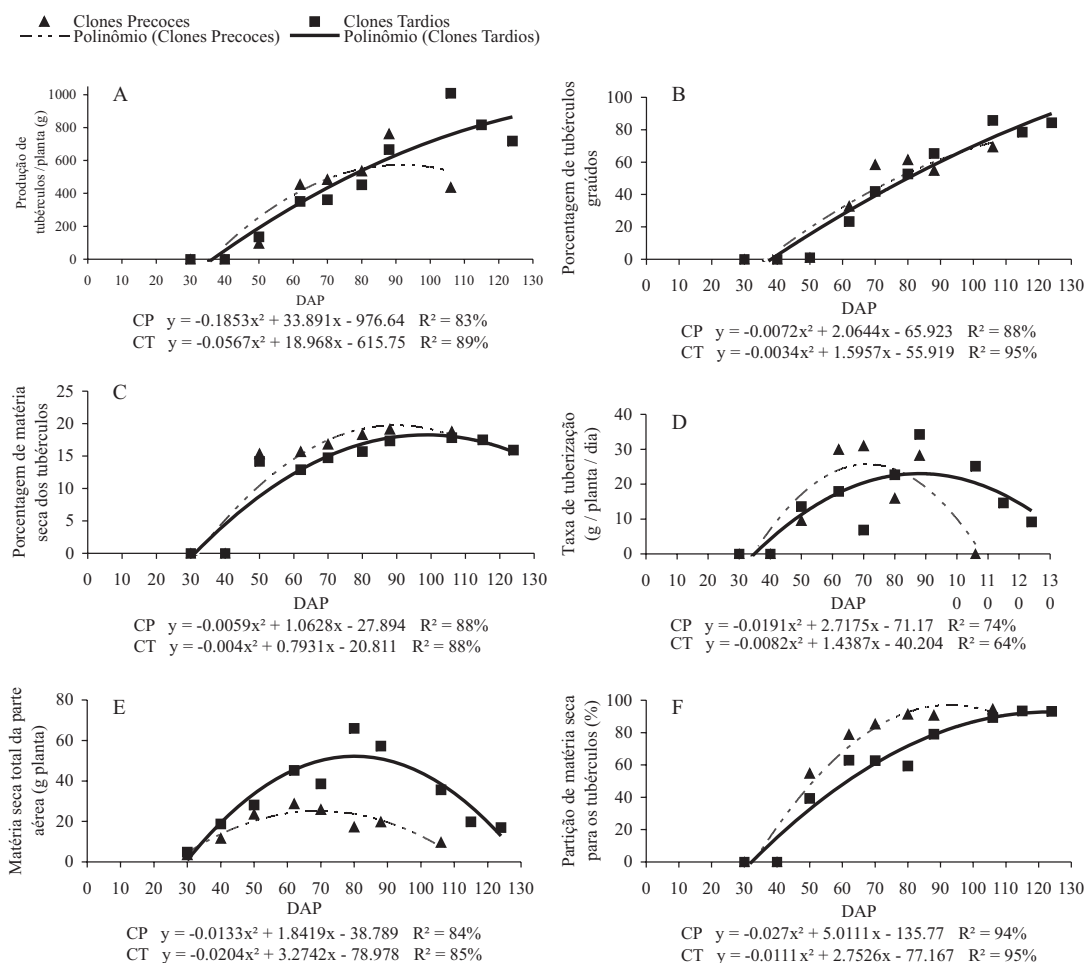 Clones Precoces Clones Tardios
Polinômio (Clones Precoces) Polinômio (Clones Tardios)
A
Produção de
tubérculos /planta (g)
1000
800
600
400
200
0
0 10 20 30 40 50 60 70 80 90 100 110 120 130
DAP
CP y = -0.1853x² + 33.891x - 976.64 R² = 83%
CT y = -0.0567x² + 18.968x - 615.75 R² = 89%
B
Porcentagem de tubérculos
graúdos
100
80
60
40
20
0
0 10 20 30 40 50 60 70 80 90 100 110 120 130
DAP
CP y = -0.0072x² + 2.0644x - 65.923 R² = 88%
CT y = -0.0034x² + 1.5957x - 55.919 R² = 95%
C
Porcentagem de matéria
seca dos tubérculos
25
20
15
10
5
0
0 10 20 30 40 50 60 70 80 90 100 110 120 130
DAP
CP y = -0.0059x² + 1.0628x - 27.894 R² = 88%
CT y = -0.004x² + 0.7931x - 20.811 R² = 88%
D
Taxa de tuberização
(g / planta / dia)
40
30
20
10
0
0 10 20 30 40 50 60 70 80 90 10 11 12 13
DAP 0 0 0 0
CP y = -0.0191x² + 2.7175x - 71.17 R² = 74%
CT y = -0.0082x² + 1.4387x - 40.204 R² = 64%
E
Matéria seca total da parte
aérea (g planta)
80
60
40
20
0
0 10 20 30 40 50 60 70 80 90 100 110 120 130
DAP
CP y = -0.0133x² + 1.8419x - 38.789 R² = 84%
CT y = -0.0204x² + 3.2742x - 78.978 R² = 85%
F
Partição de matéria seca
para os tubérculos (%)
100
80
60
40
20
0
0 10 20 30 40 50 60 70 80 90 100 110 120 130
DAP
CP y = -0.027x² + 5.0111x - 135.77 R² = 94%
CT y = -0.0111x² + 2.7526x - 77.167 R² = 95%